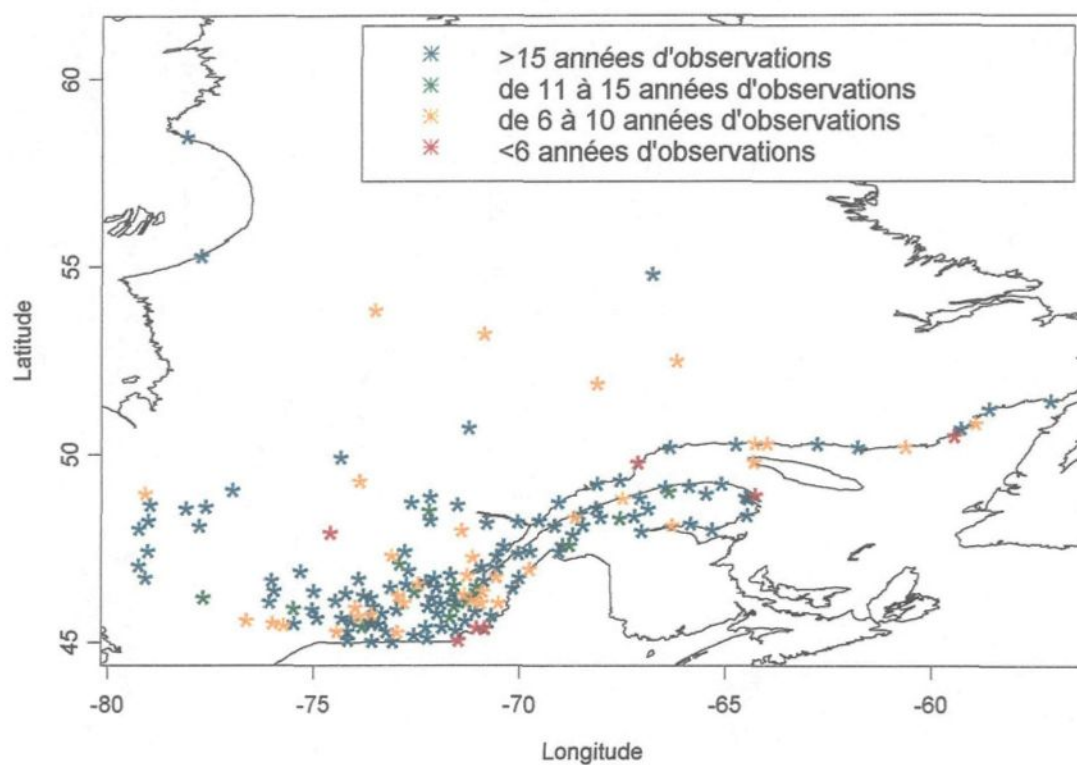 >15 années d'observations
de 11 à 15 années d'observations
de 6 à 10 années d'observations
<6 années d'observations
Latitude
60
55
50
45
-80 -75 -70 -65 -60
Longitude